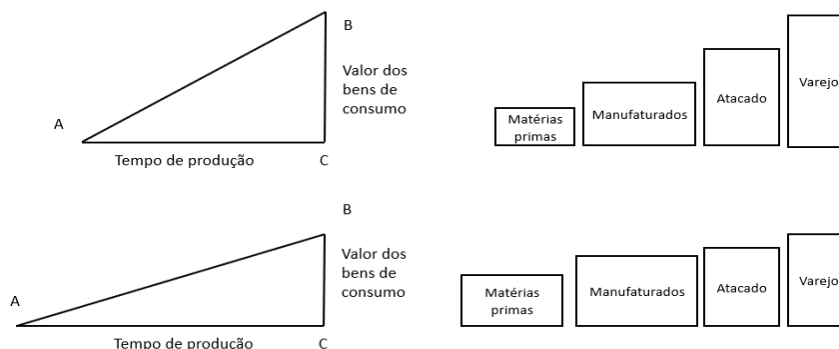 B
Valor dos
bens de
consumo
A
Tempo de produção
C
Matérias
primas
Manufaturados
Atacado
Varejo
B
Valor dos
bens de
consumo
A
Tempo de produção
C
Matérias
primas
Manufaturados
Atacado
Varejo